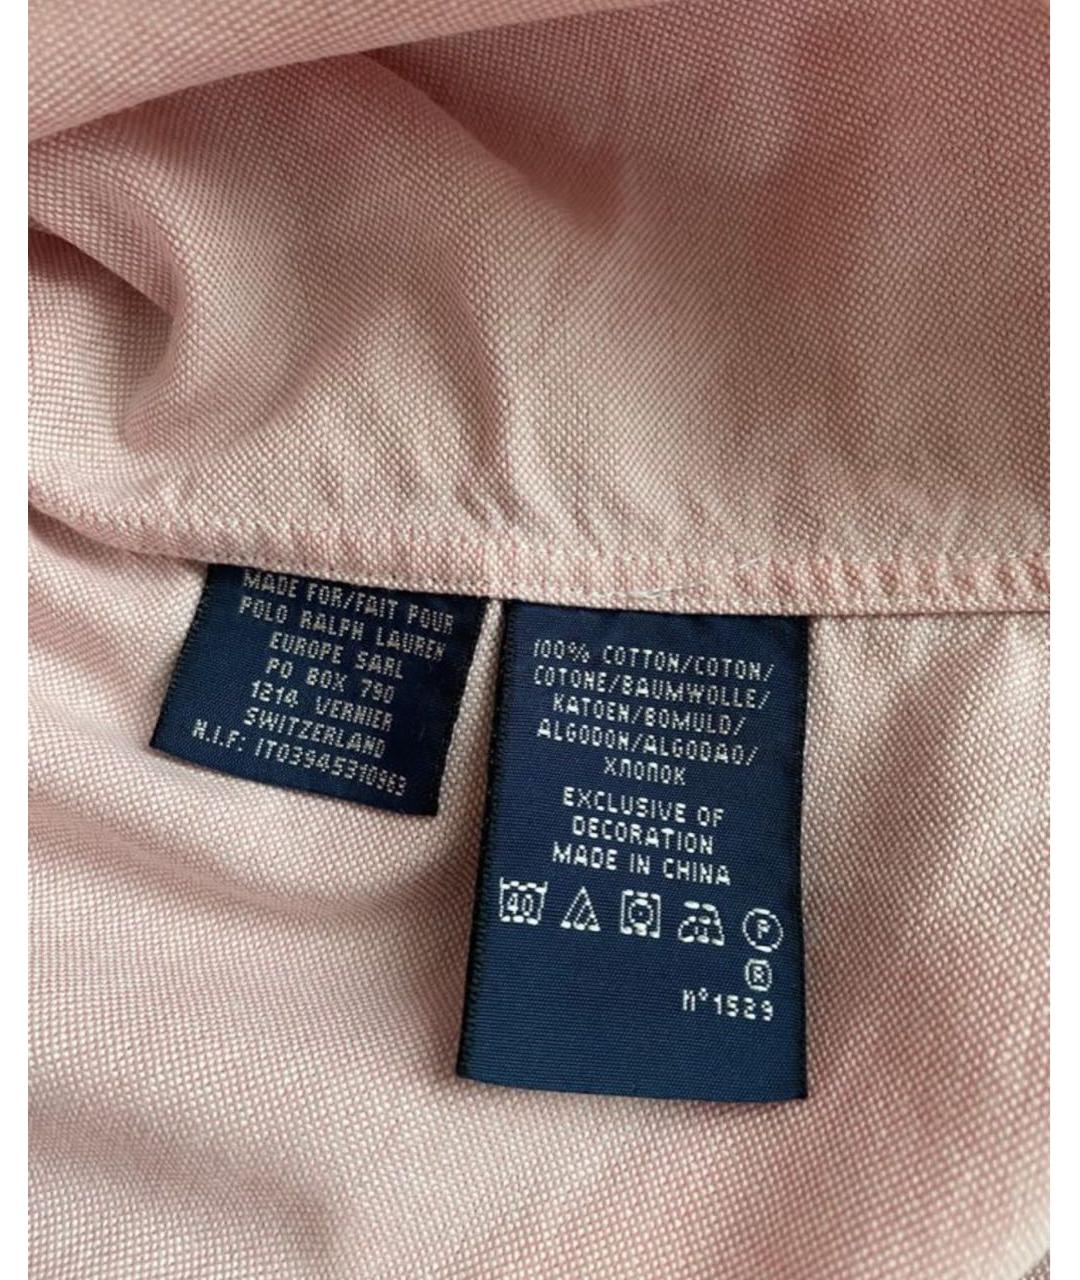 MADE FOR/FAIT POUR
POLO RALPH LAUREN
EUROPE SARL
PO BOX 790
1214 VERNIER
SWITZERLAND
N.I.F: IT03945310963
100% COTTON/COTON/
COTONE/BAUMWOLLE/
KATOEN/BOMULD/
ALGODON/ALGODAO/
ХЛОПОК
EXCLUSIVE OF
DECORATION
MADE IN CHINA
40
P
R
n°1529